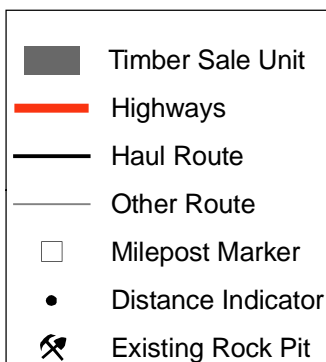 Timber Sale Unit
Highways
Haul Route
Other Route
Milepost Marker
Distance Indicator
Existing Rock Pit